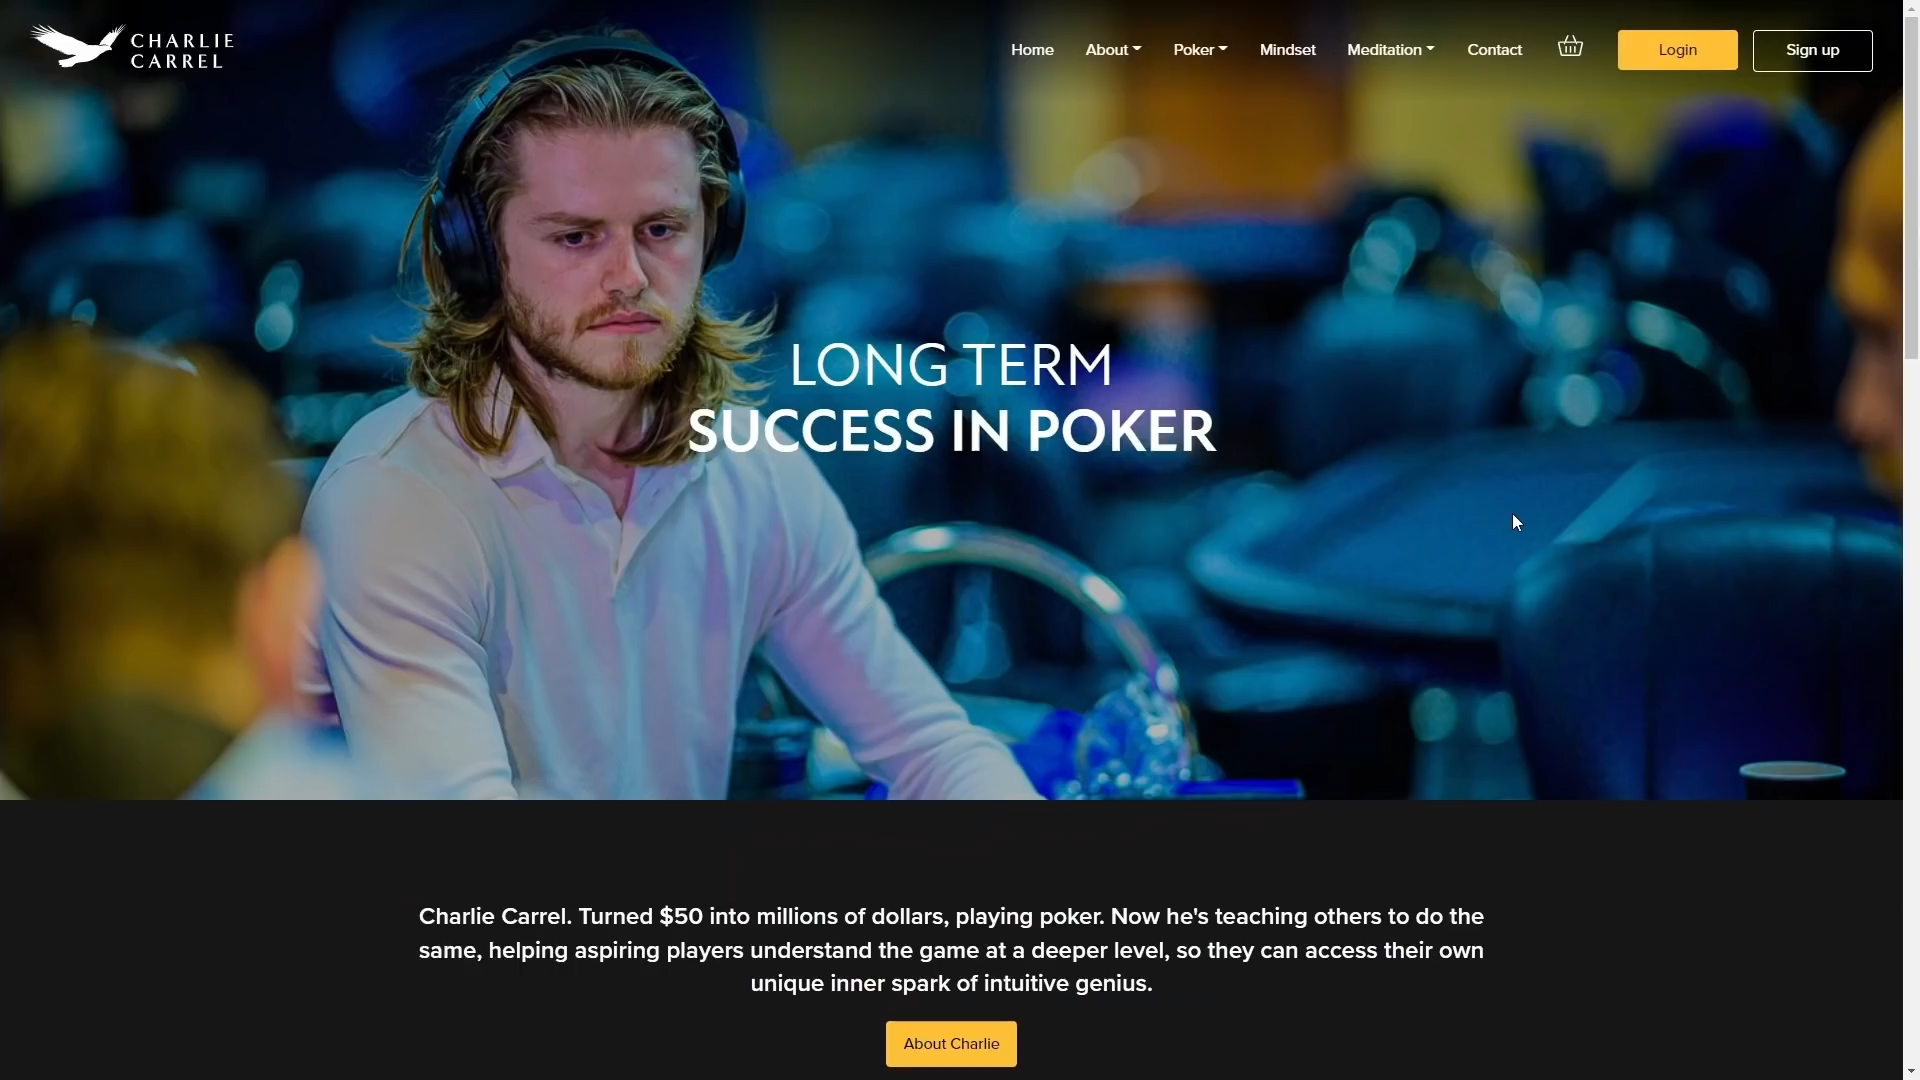 CHARLIE
CARREL
Home
About
Poker
Mindset
Meditation
Contact
Login
Sign up
LONG TERM
SUCCESS IN POKER
Charlie Carrel. Turned $50 into millions of dollars, playing poker. Now he's teaching others to do the
same, helping aspiring players understand the game at a deeper level, so they can access their own
unique inner spark of intuitive genius.
About Charlie